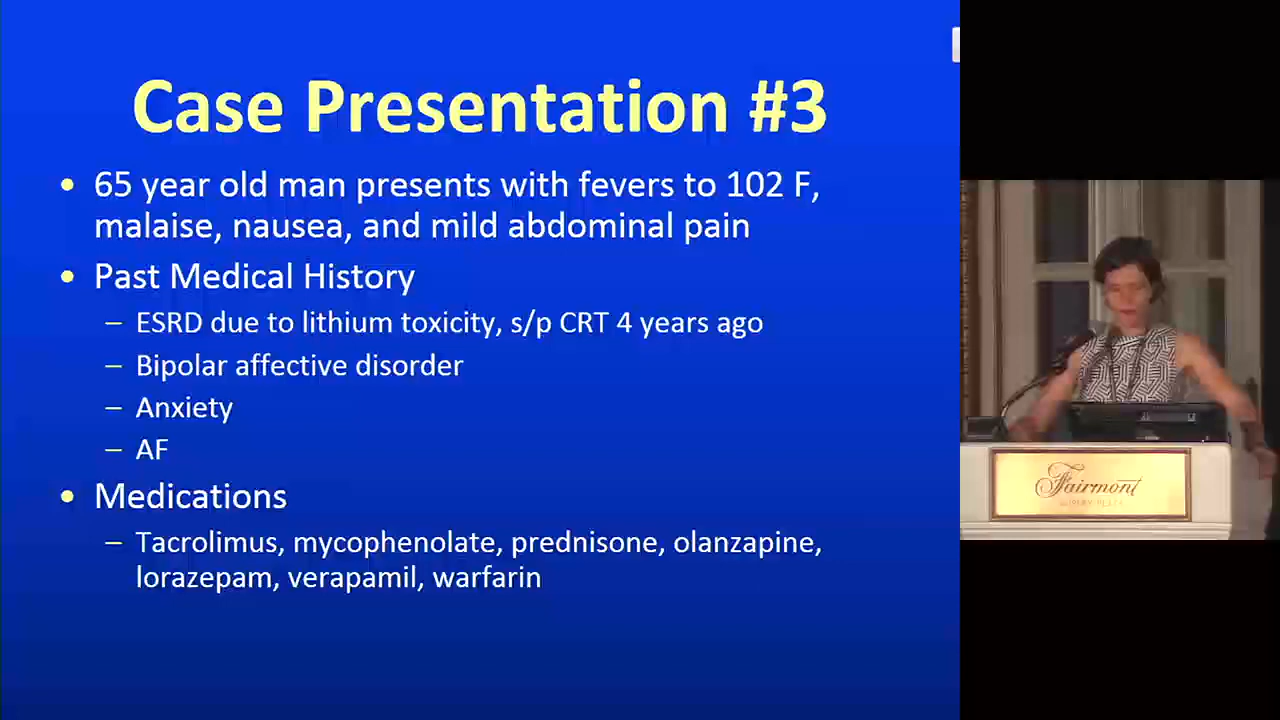 Case Presentation #3
• 65 year old man presents with fevers to 102 F,
malaise, nausea, and mild abdominal pain
• Past Medical History
– ESRD due to lithium toxicity, s/p CRT 4 years ago
– Bipolar affective disorder
– Anxiety
– AF
• Medications
– Tacrolimus, mycophenolate, prednisone, olanzapine,
lorazepam, verapamil, warfarin
Fairmont